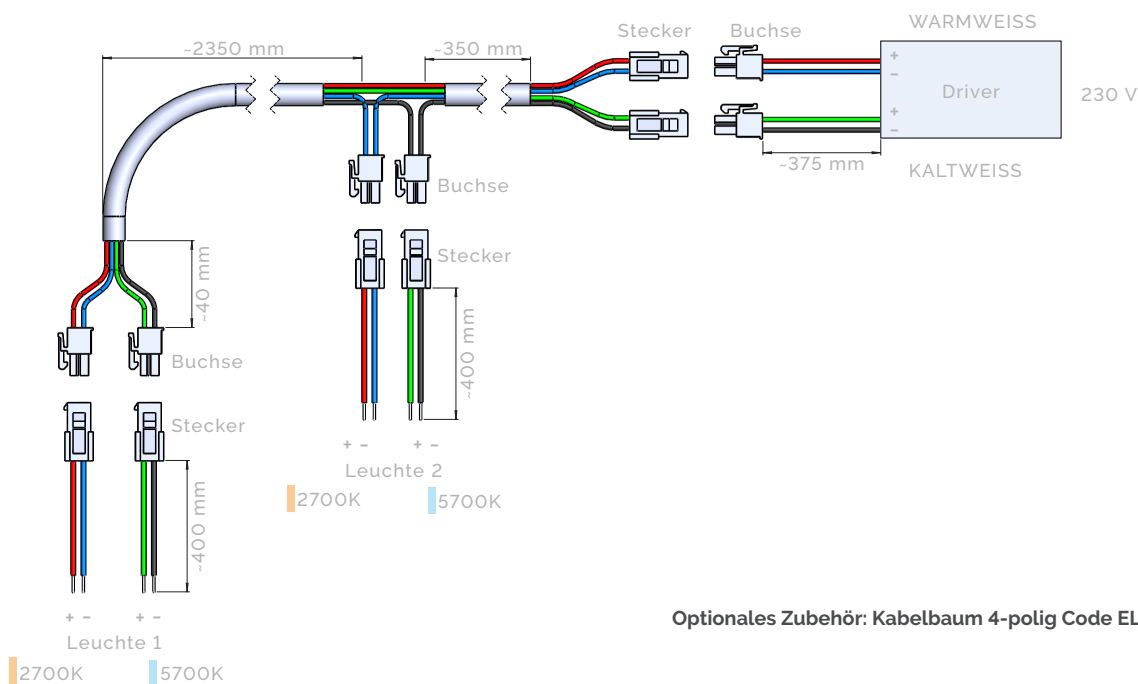 WARMWEISS
Stecker Buchse
~2350 mm ~350 mm
+
−
Driver
230 V
+
−
~375 mm
KALTWEISS
Buchse
Stecker
~40 mm
~400 mm
Buchse
Stecker
+ − + −
Leuchte 2
2700K 5700K
~400 mm
+ − + −
Leuchte 1
2700K 5700K
Optionales Zubehör: Kabelbaum 4-polig Code EL